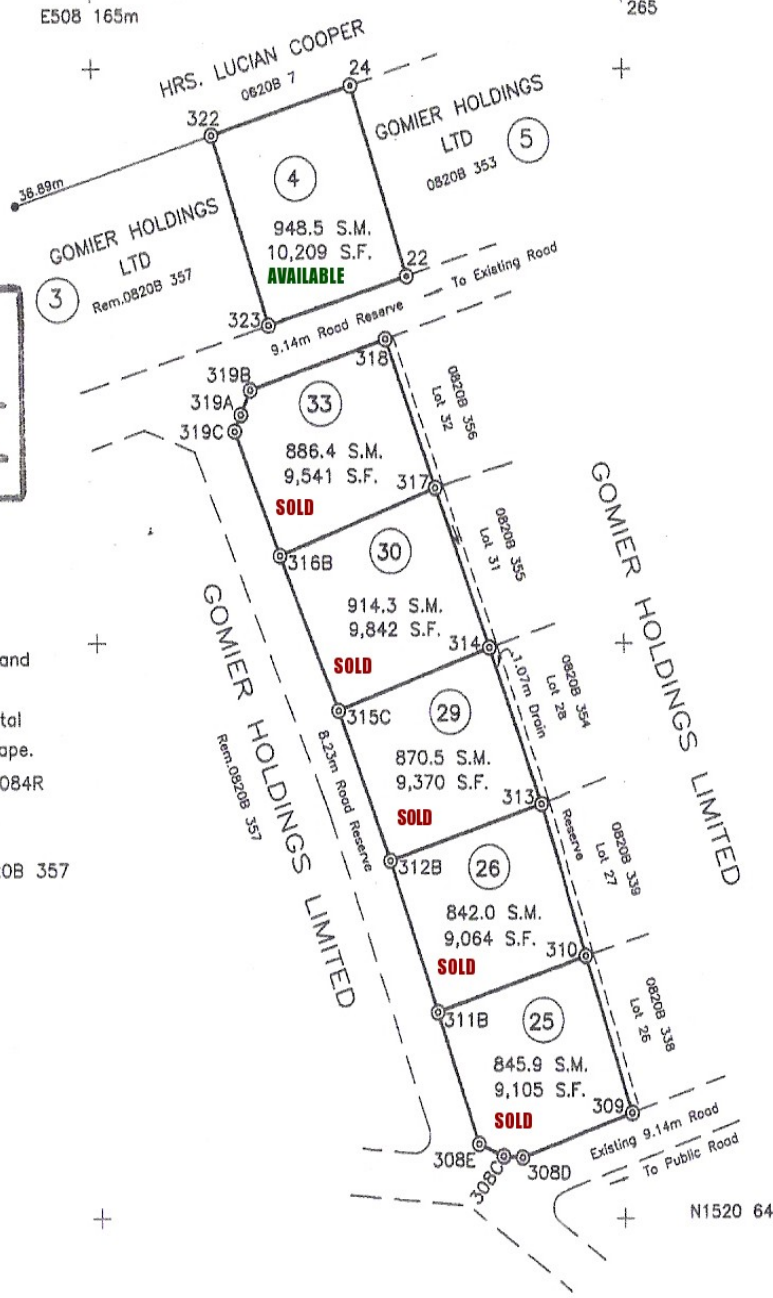 E508 165m
265
HRS. LUCIAN COOPER
0820B 7
24
322
GOMIER HOLDINGS
LTD
0820B 353
5
36.89m
4
948.5 S.M.
10,209 S.F.
AVAILABLE
GOMIER HOLDINGS
LTD
Rem.0820B 357
3
22
323
9.14m Road Reserve
To Existing Road
318
319B
319A
319C
33
886.4 S.M.
9,541 S.F.
SOLD
0820B 356
Lot 32
317
316B
30
914.3 S.M.
9,842 S.F.
SOLD
0820B 355
Lot 31
GOMIER HOLDINGS LIMITED
GOMIER HOLDINGS LIMITED
Rem.0820B 357
8.23m Road Reserve
and
tal
ape.
084R
0B 357
314
315C
29
870.5 S.M.
9,370 S.F.
SOLD
1.07m Drain
Reserve
0820B 354
Lot 28
313
312B
26
842.0 S.M.
9,064 S.F.
SOLD
0820B 339
Lot 27
310
311B
25
845.9 S.M.
9,105 S.F.
SOLD
0820B 338
Lot 26
309
308E
308C
308D
Existing 9.14m Road
To Public Road
N1520 64